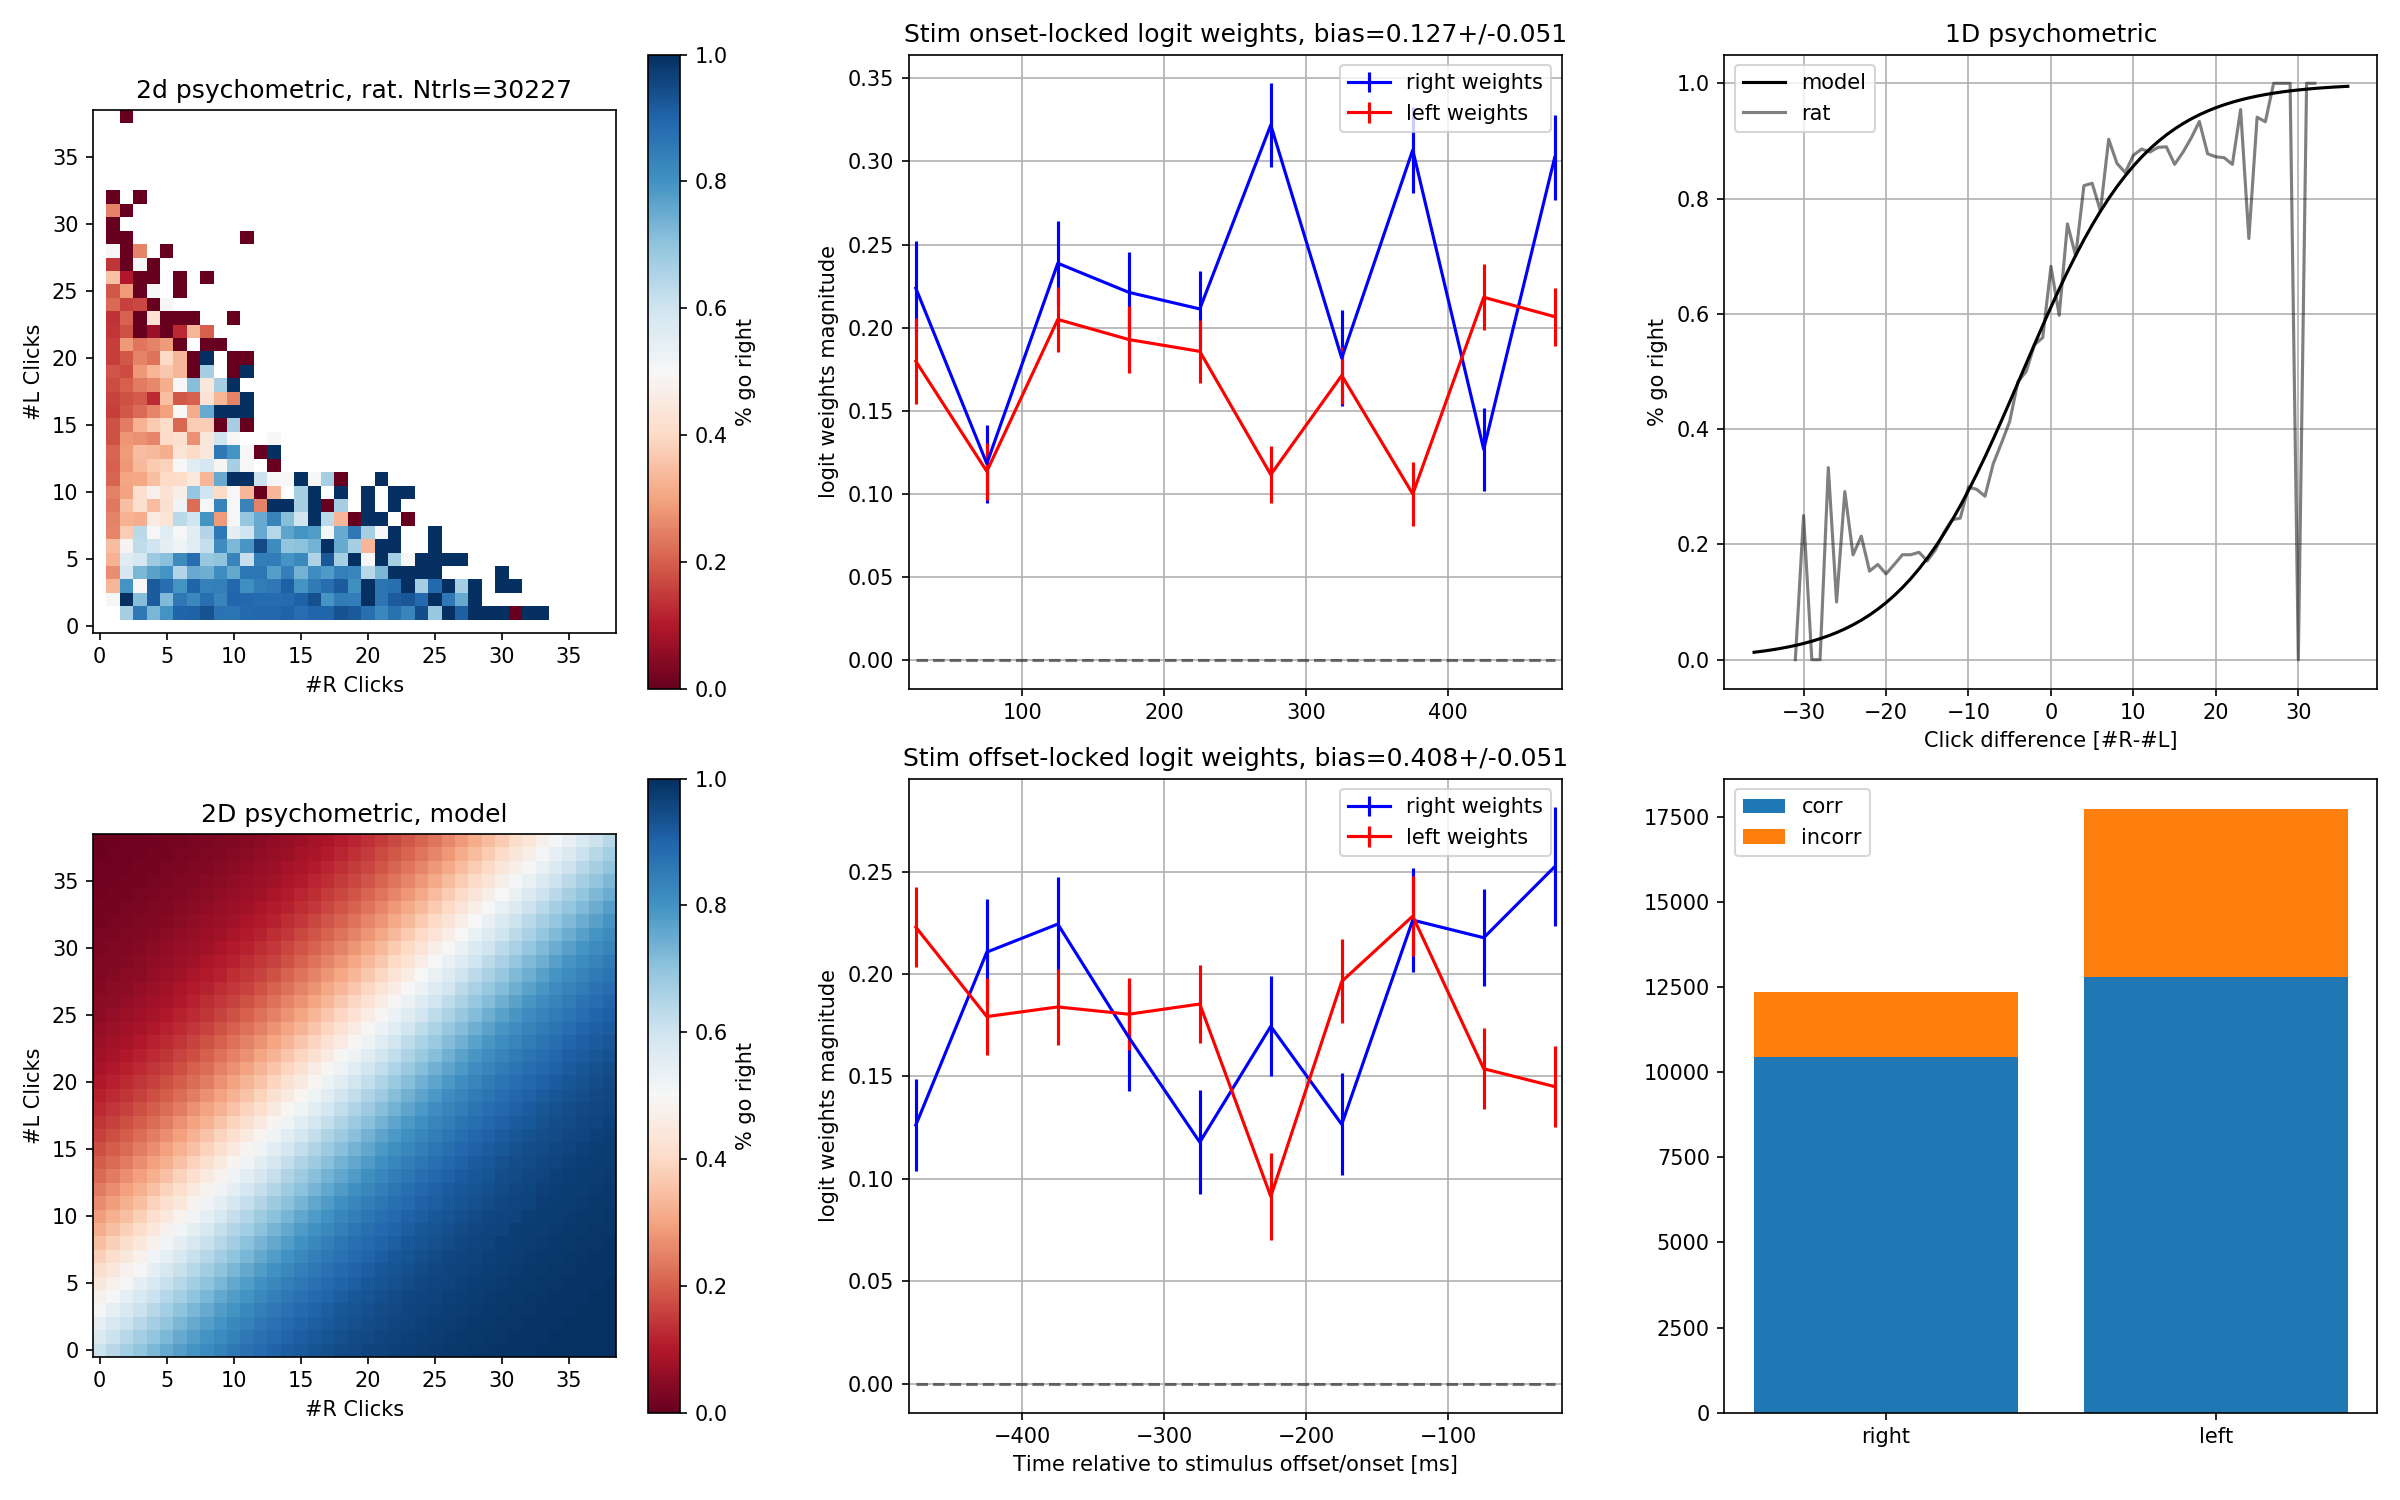 2d psychometric, rat. Ntrls=30227
#L Clicks
35
30
25
20
15
10
5
0
0 5 10 15 20 25 30 35
#R Clicks
1.0
0.8
0.6
0.4
0.2
0.0
% go right
Stim onset-locked logit weights, bias=0.127+/-0.051
right weights
left weights
logit weights magnitude
0.35
0.30
0.25
0.20
0.15
0.10
0.05
0.00
100 200 300 400
1D psychometric
model
rat
% go right
1.0
0.8
0.6
0.4
0.2
0.0
−30 −20 −10 0 10 20 30
Click difference [#R-#L]
2D psychometric, model
#L Clicks
35
30
25
20
15
10
5
0
0 5 10 15 20 25 30 35
#R Clicks
1.0
0.8
0.6
0.4
0.2
0.0
% go right
Stim offset-locked logit weights, bias=0.408+/-0.051
right weights
left weights
logit weights magnitude
0.25
0.20
0.15
0.10
0.05
0.00
−400 −300 −200 −100
Time relative to stimulus offset/onset [ms]
corr
incorr
17500
15000
12500
10000
7500
5000
2500
0
right left